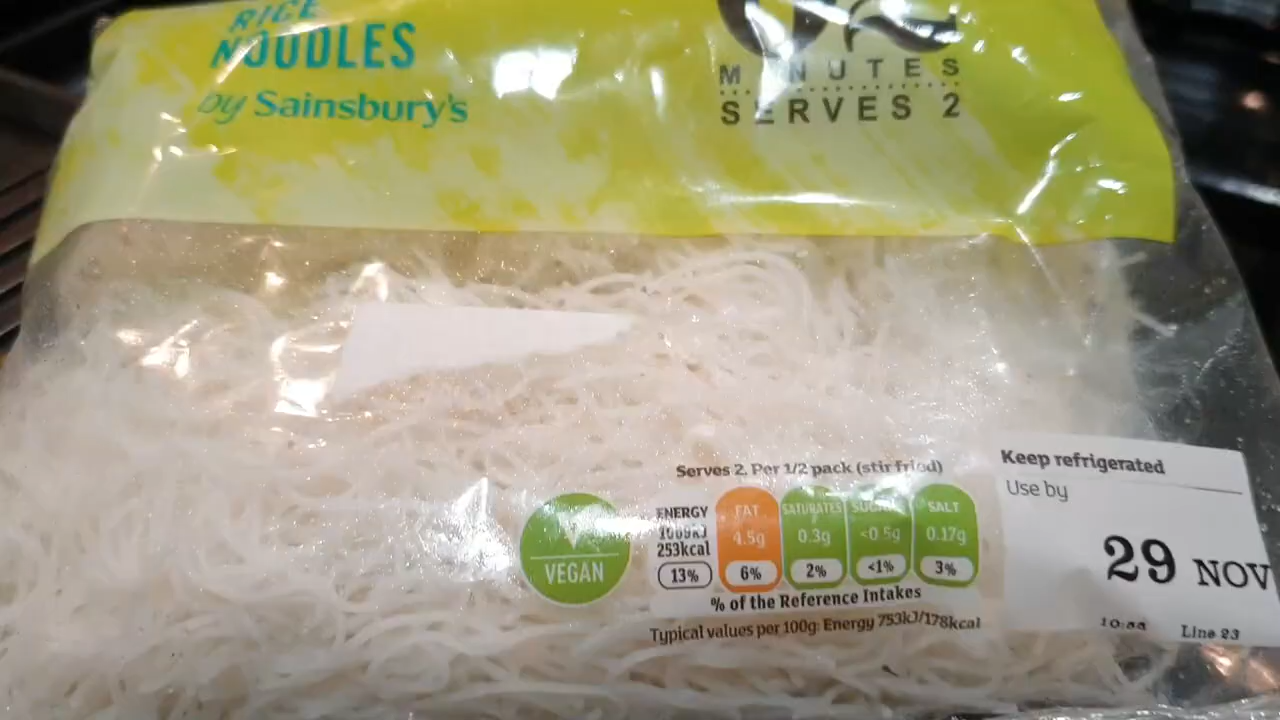 RICE
NOODLES
by Sainsbury's
MINUTES
SERVES 2
Keep refrigerated
Use by
29 NOV
Line 23
Serves 2. Per 1/2 pack (stir fried)
ENERGY
1069kJ
253kcal
13%
FAT
4.5g
6%
SATURATES
0.3g
2%
SUGARS
<0.5g
<1%
SALT
0.17g
3%
% of the Reference Intakes
Typical values per 100g: Energy 753kJ/178kcal
VEGAN